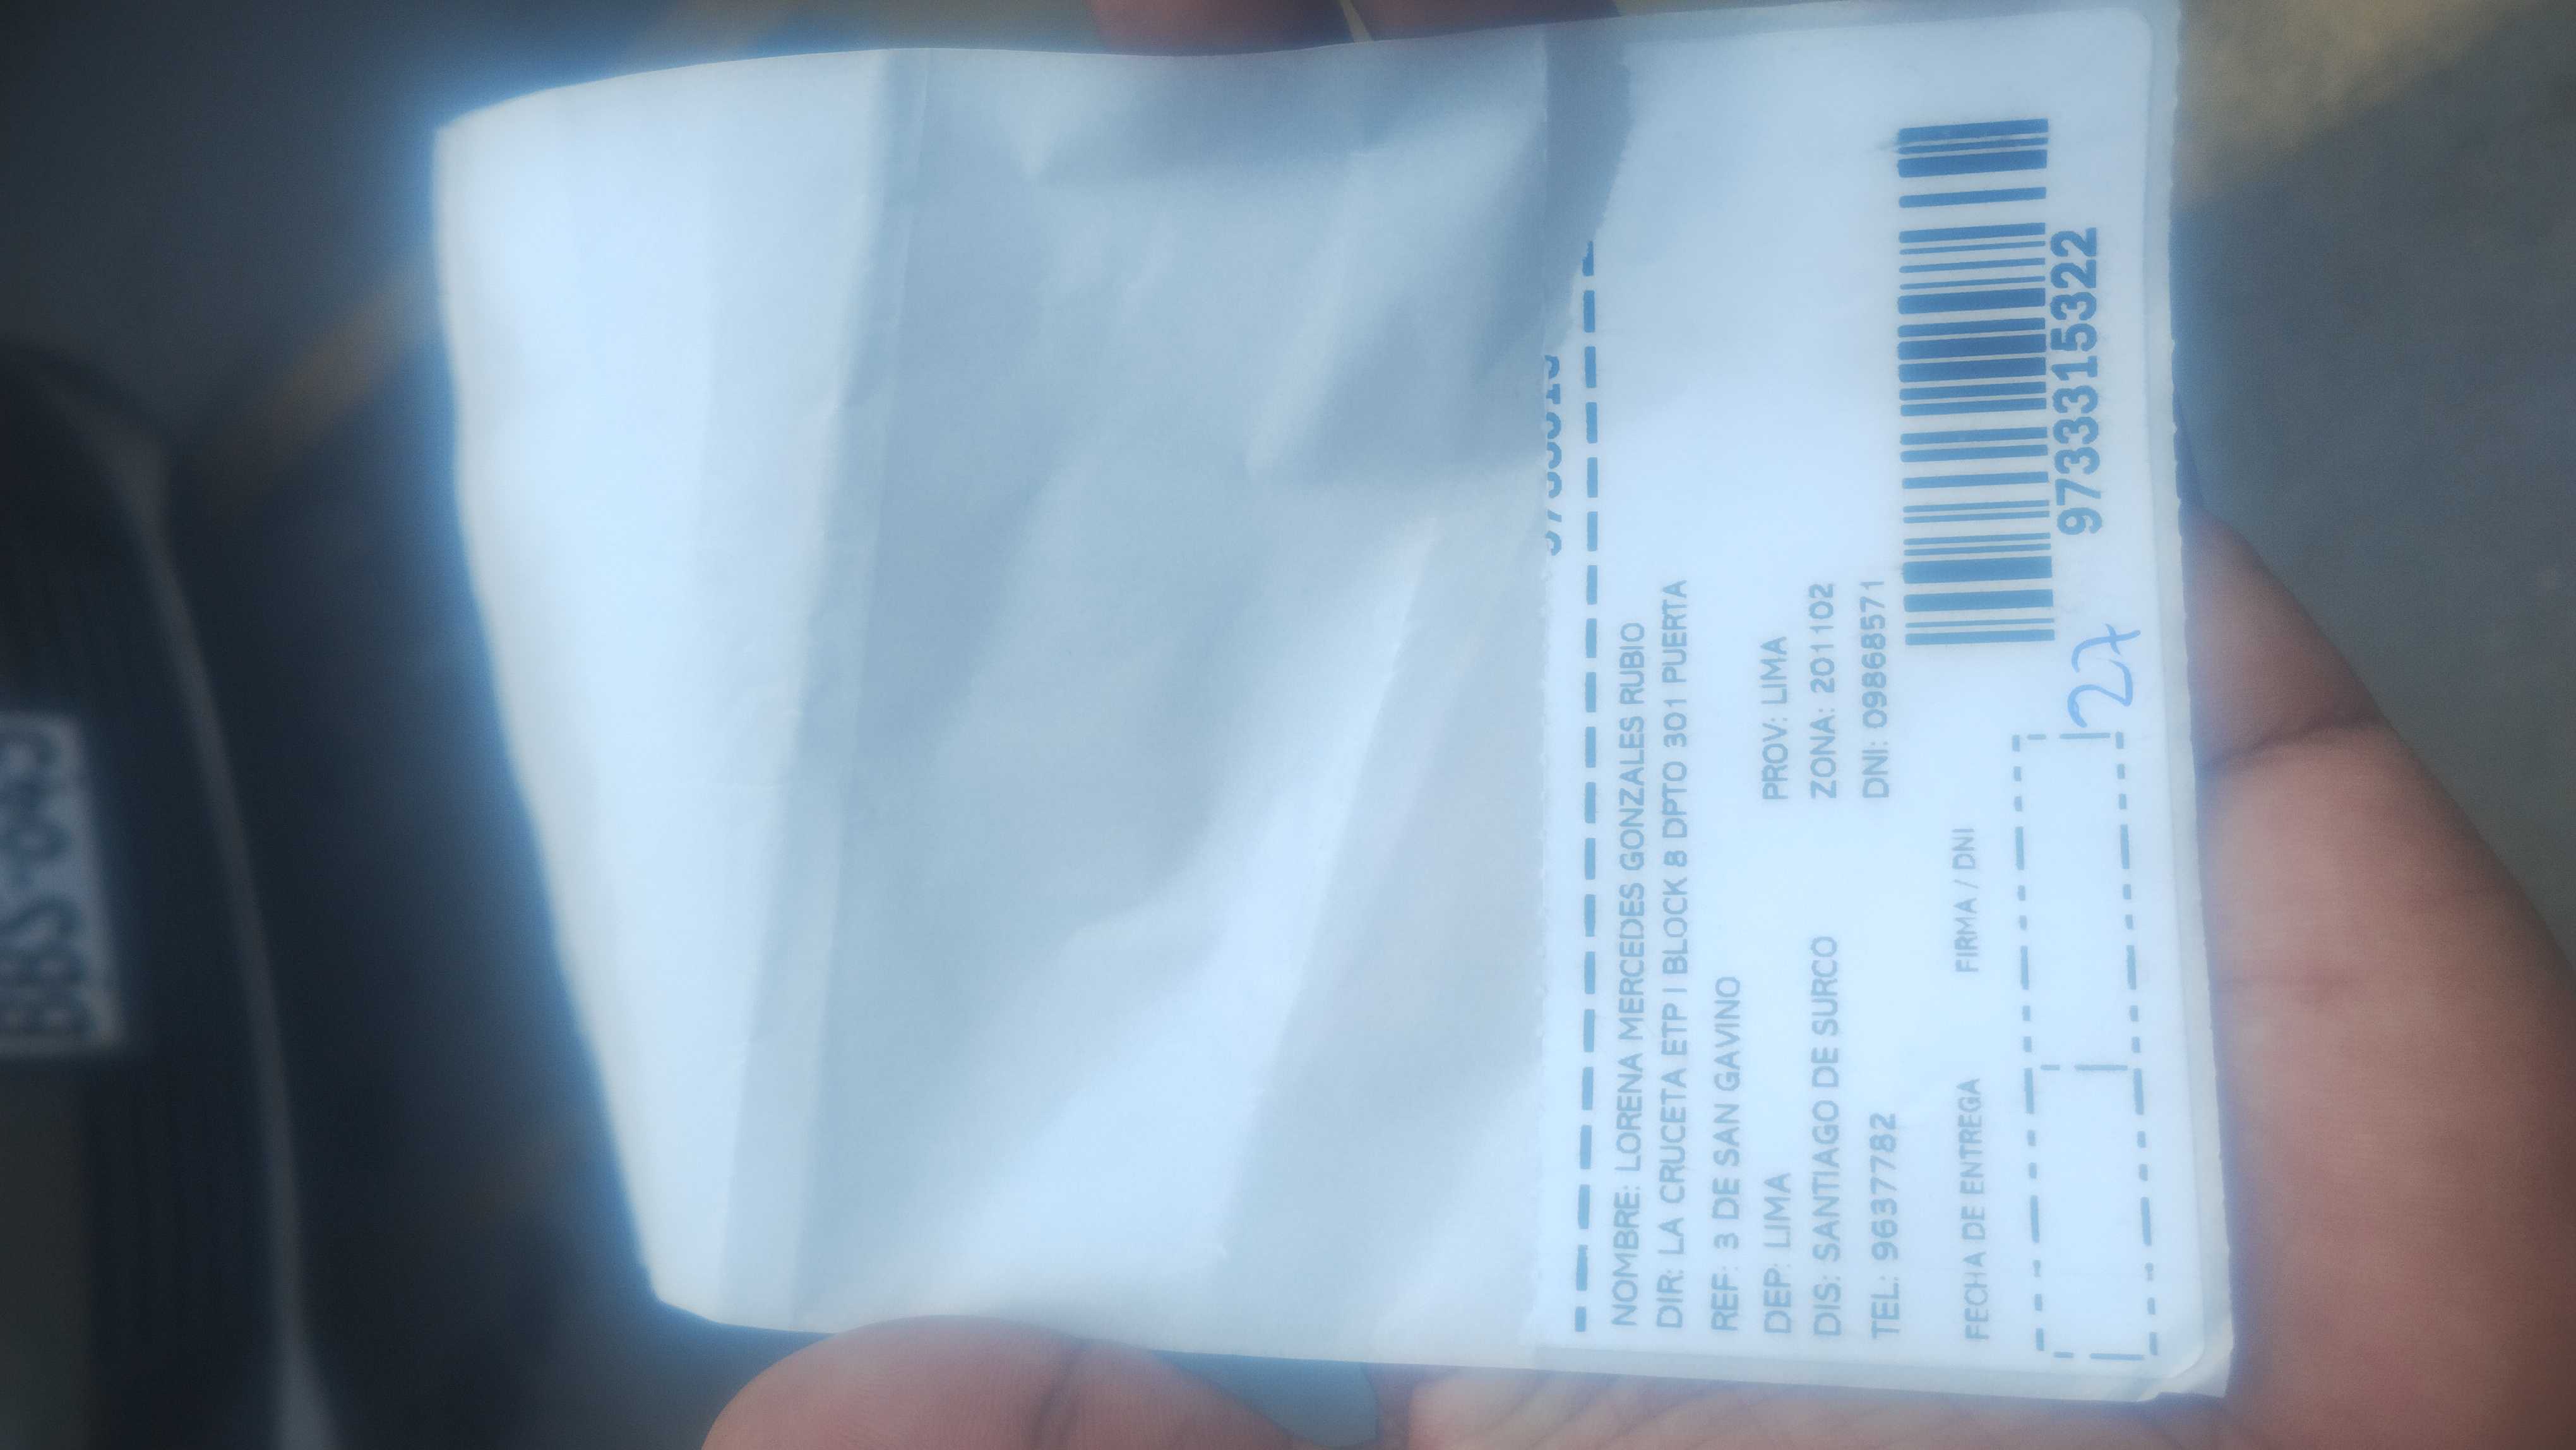 NOMBRE: LORENA MERCEDES GONZALES RUBIO
DIR: LA CRUCETA ETP I BLOCK 8 DPTO 301 PUERTA
REF: 3 DE SAN GAVINO
DEP: LIMA PROV: LIMA
DIS: SANTIAGO DE SURCO ZONA: 201102
TEL: 96377782 DNI: 09868571
FECHA DE ENTREGA FIRMA / DNI
9733315322
27